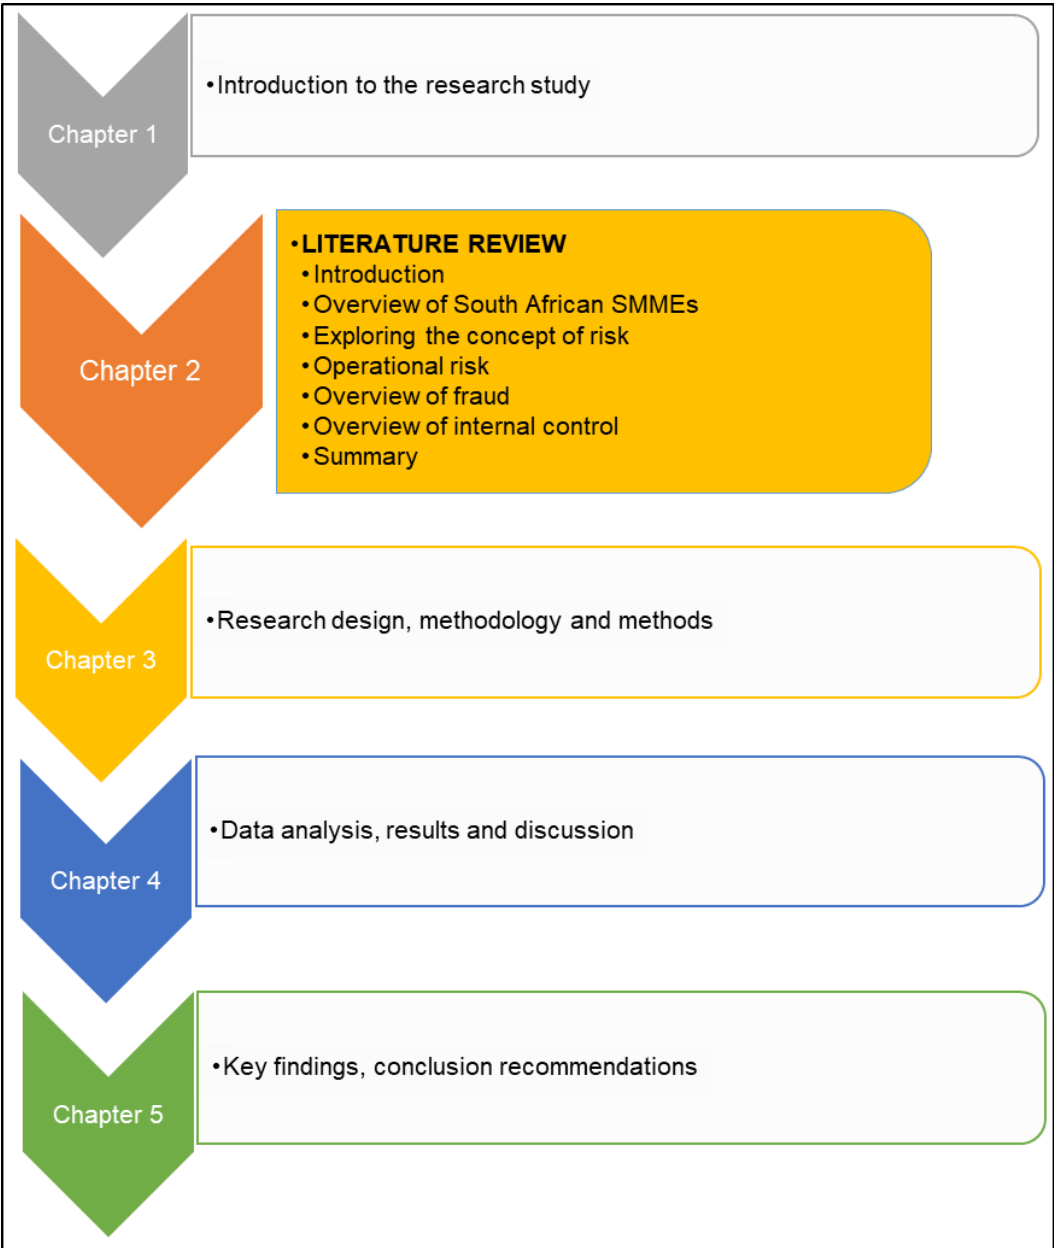 Chapter 1
•Introduction to the research study
Chapter 2
•LITERATURE REVIEW
•Introduction
•Overview of South African SMMEs
•Exploring the concept of risk
•Operational risk
•Overview of fraud
•Overview of internal control
•Summary
Chapter 3
•Research design, methodology and methods
Chapter 4
•Data analysis, results and discussion
Chapter 5
•Key findings, conclusion recommendations